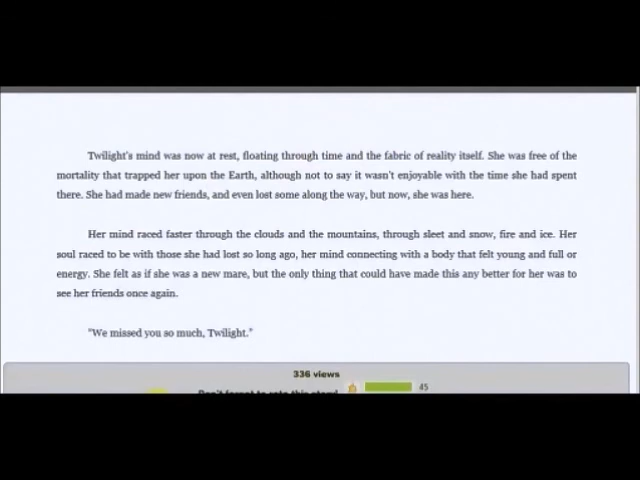 Twilight's mind was now at rest, floating through time and the fabric of reality itself. She was free of the
mortality that trapped her upon the Earth, although not to say it wasn't enjoyable with the time she had spent
there. She had made new friends, and even lost some along the way, but now, she was here.
Her mind raced faster through the clouds and the mountains, through sleet and snow, fire and ice. Her
soul raced to be with those she had lost so long ago, her mind connecting with a body that felt young and full or
energy. She felt as if she was a new mare, but the only thing that could have made this any better for her was to
see her friends once again.
"We missed you so much, Twilight."
336 views
Don't forget to rate this story! 45